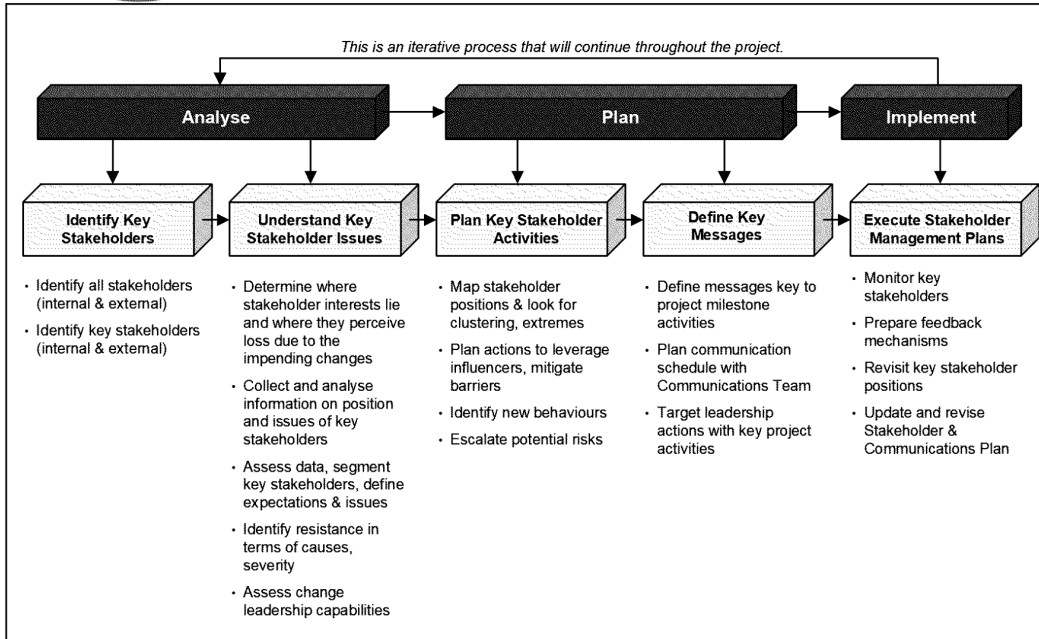 This is an iterative process that will continue throughout the project.
Analyse
Plan
Implement
Identify Key
Stakeholders
Understand Key
Stakeholder Issues
Plan Key Stakeholder
Activities
Define Key
Messages
Execute Stakeholder
Management Plans
• Identify all stakeholders
(internal & external)
• Identify key stakeholders
(internal & external)
• Determine where
stakeholder interests lie
and where they perceive
loss due to the
impending changes
• Collect and analyse
information on position
and issues of key
stakeholders
• Assess data, segment
key stakeholders, define
expectations & issues
• Identify resistance in
terms of causes,
severity
• Assess change
leadership capabilities
• Map stakeholder
positions & look for
clustering, extremes
• Plan actions to leverage
influencers, mitigate
barriers
• Identify new behaviours
• Escalate potential risks
• Define messages key to
project milestone
activities
• Plan communication
schedule with
Communications Team
• Target leadership
actions with key project
activities
• Monitor key
stakeholders
• Prepare feedback
mechanisms
• Revisit key stakeholder
positions
• Update and revise
Stakeholder &
Communications Plan